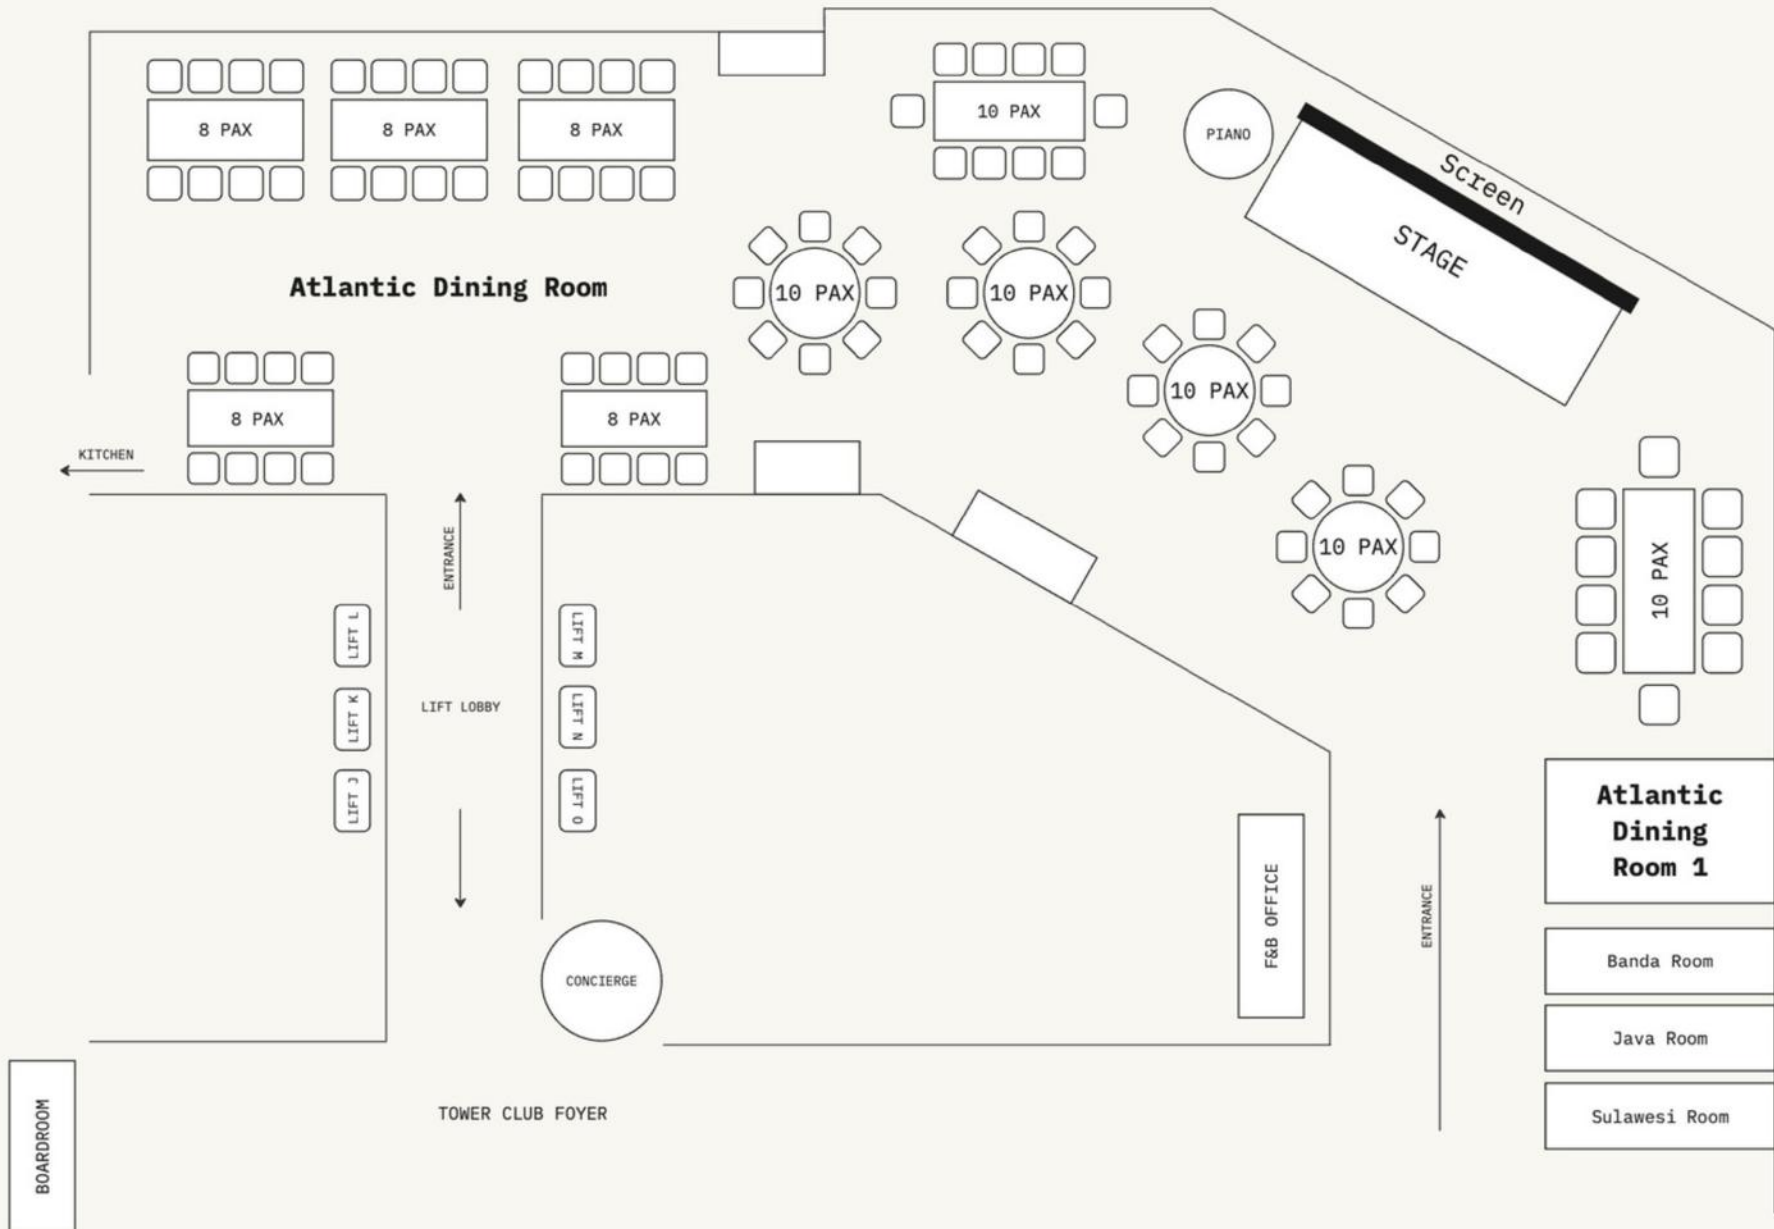 8 PAX
8 PAX
8 PAX
10 PAX
PIANO
Screen
STAGE
Atlantic Dining Room
10 PAX
10 PAX
10 PAX
8 PAX
8 PAX
KITCHEN
ENTRANCE
10 PAX
10 PAX
LIFT L
LIFT M
LIFT K
LIFT LOBBY
LIFT N
LIFT J
LIFT O
Atlantic
Dining
Room 1
F&B OFFICE
ENTRANCE
CONCIERGE
Banda Room
Java Room
Sulawesi Room
TOWER CLUB FOYER
BOARDROOM